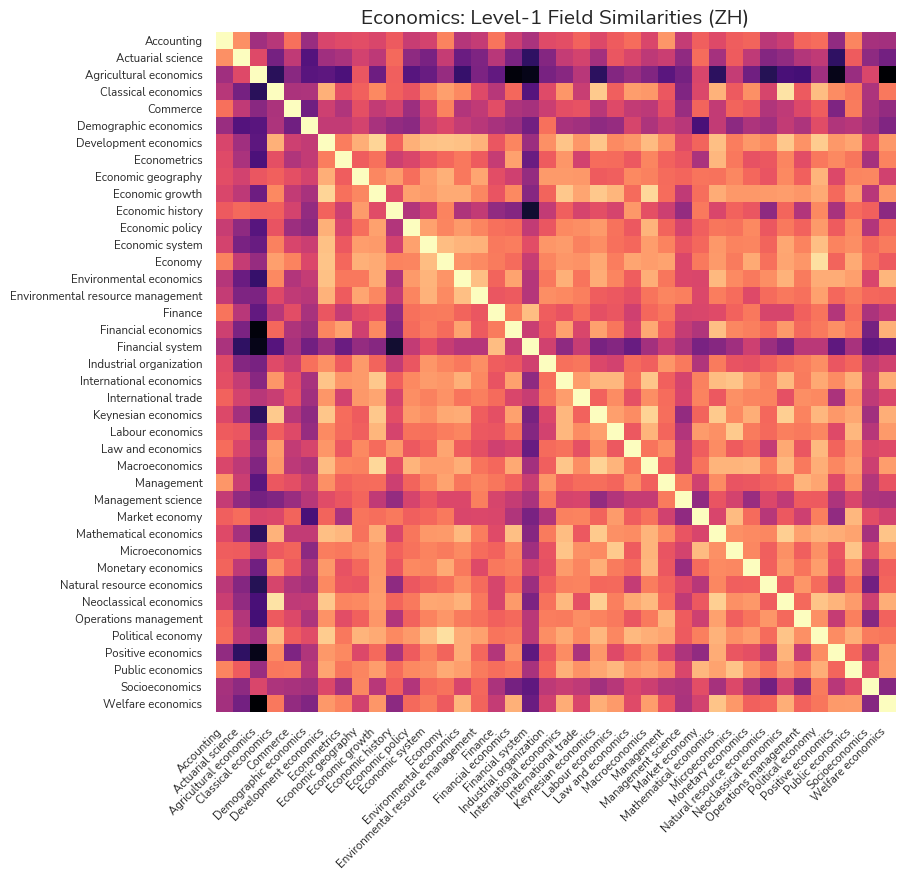 Economics: Level-1 Field Similarities (ZH)
Accounting
Actuarial science
Agricultural economics
Classical economics
Commerce
Demographic economics
Development economics
Econometrics
Economic geography
Economic growth
Economic history
Economic policy
Economic system
Economy
Environmental economics
Environmental resource management
Finance
Financial economics
Financial system
Industrial organization
International economics
International trade
Keynesian economics
Labour economics
Law and economics
Macroeconomics
Management
Management science
Market economy
Mathematical economics
Microeconomics
Monetary economics
Natural resource economics
Neoclassical economics
Operations management
Political economy
Positive economics
Public economics
Socioeconomics
Welfare economics
Accounting
Actuarial science
Agricultural economics
Classical economics
Commerce
Demographic economics
Development economics
Econometrics
Economic geography
Economic growth
Economic history
Economic policy
Economic system
Economy
Environmental economics
Environmental resource management
Finance
Financial economics
Financial system
Industrial organization
International economics
International trade
Keynesian economics
Labour economics
Law and economics
Macroeconomics
Management
Management science
Market economy
Mathematical economics
Microeconomics
Monetary economics
Natural resource economics
Neoclassical economics
Operations management
Political economy
Positive economics
Public economics
Socioeconomics
Welfare economics